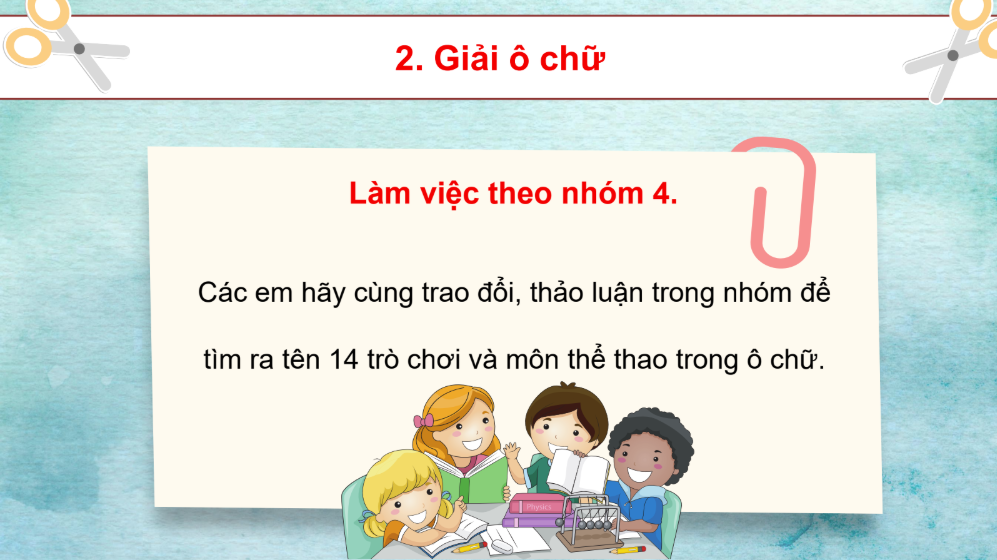 2. Giải ô chữ
Làm việc theo nhóm 4.
Các em hãy cùng trao đổi, thảo luận trong nhóm để
tìm ra tên 14 trò chơi và môn thể thao trong ô chữ.
Physics